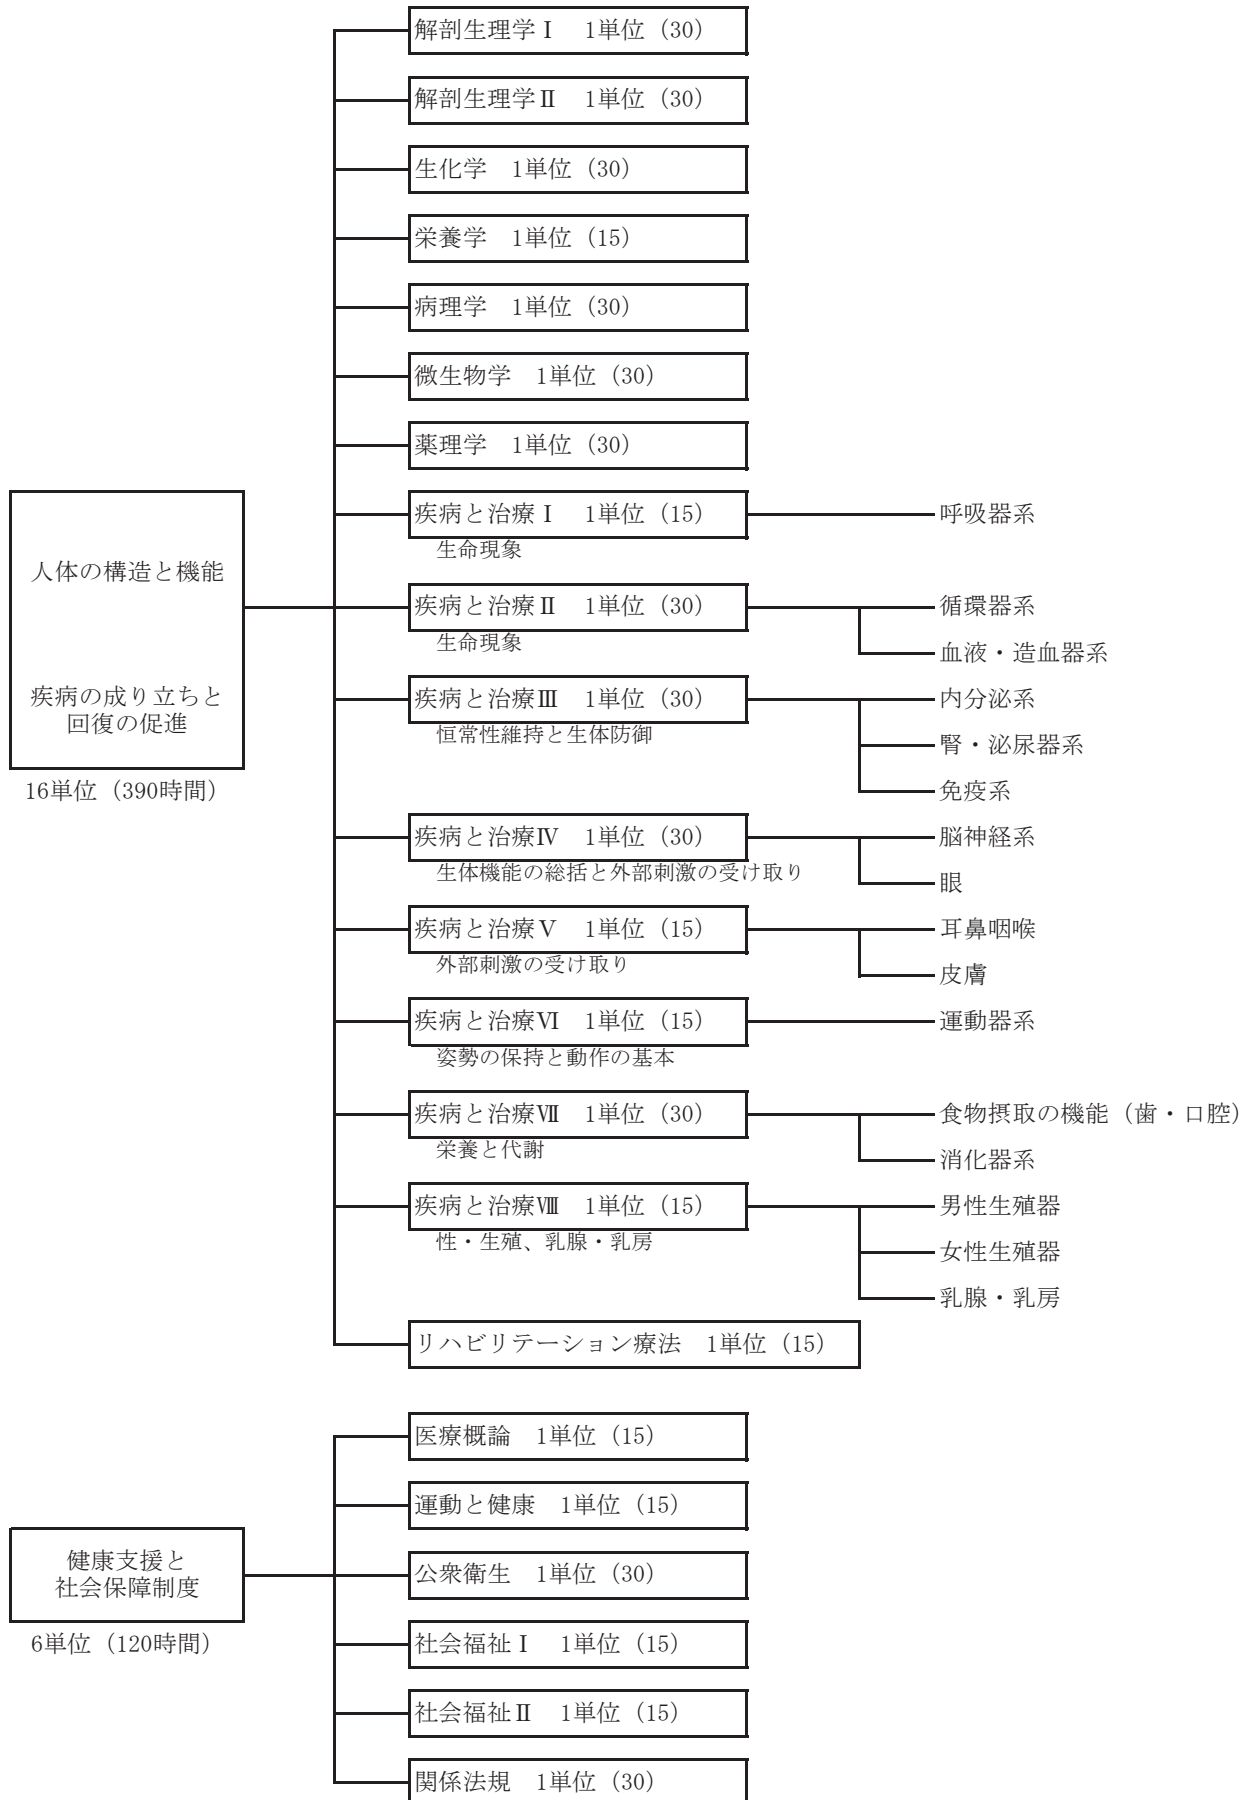 解剖生理学Ⅰ　1単位（30）
解剖生理学Ⅱ　1単位（30）
生化学　1単位（30）
栄養学　1単位（15）
病理学　1単位（30）
微生物学　1単位（30）
薬理学　1単位（30）
人体の構造と機能
疾病の成り立ちと
回復の促進
16単位（390時間）
疾病と治療Ⅰ　1単位（15）
生命現象
呼吸器系
疾病と治療Ⅱ　1単位（30）
生命現象
循環器系
血液・造血器系
疾病と治療Ⅲ　1単位（30）
恒常性維持と生体防御
内分泌系
腎・泌尿器系
免疫系
疾病と治療Ⅳ　1単位（30）
生体機能の総括と外部刺激の受け取り
脳神経系
眼
疾病と治療Ⅴ　1単位（15）
外部刺激の受け取り
耳鼻咽喉
皮膚
疾病と治療Ⅵ　1単位（15）
姿勢の保持と動作の基本
運動器系
疾病と治療Ⅶ　1単位（30）
栄養と代謝
食物摂取の機能（歯・口腔）
消化器系
疾病と治療Ⅷ　1単位（15）
性・生殖、乳腺・乳房
男性生殖器
女性生殖器
乳腺・乳房
リハビリテーション療法　1単位（15）
健康支援と
社会保障制度
6単位（120時間）
医療概論　1単位（15）
運動と健康　1単位（15）
公衆衛生　1単位（30）
社会福祉Ⅰ　1単位（15）
社会福祉Ⅱ　1単位（15）
関係法規　1単位（30）